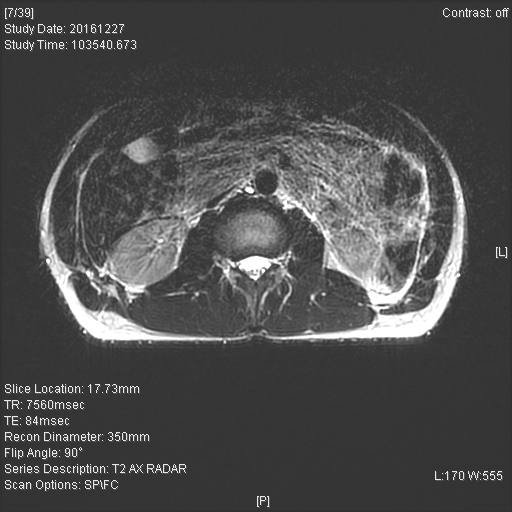 [7/39]
Study Date: 20161227
Study Time: 103540.673
Contrast: off
[L]
Slice Location: 17.73mm
TR: 7560msec
TE: 84msec
Recon Dinameter: 350mm
Flip Angle: 90°
Series Description: T2 AX RADAR
Scan Options: SP\FC
L:170 W:555
[P]